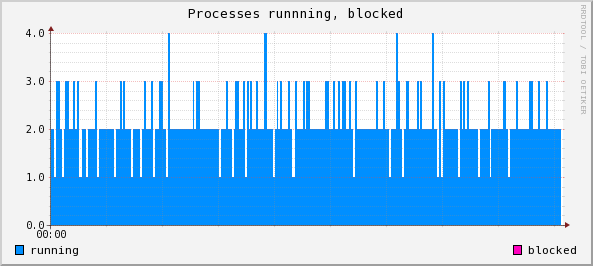 Processes runnning, blocked
RRDTOOL / TOBI OETIKER
4.0
3.0
2.0
1.0
0.0
00:00
running
blocked